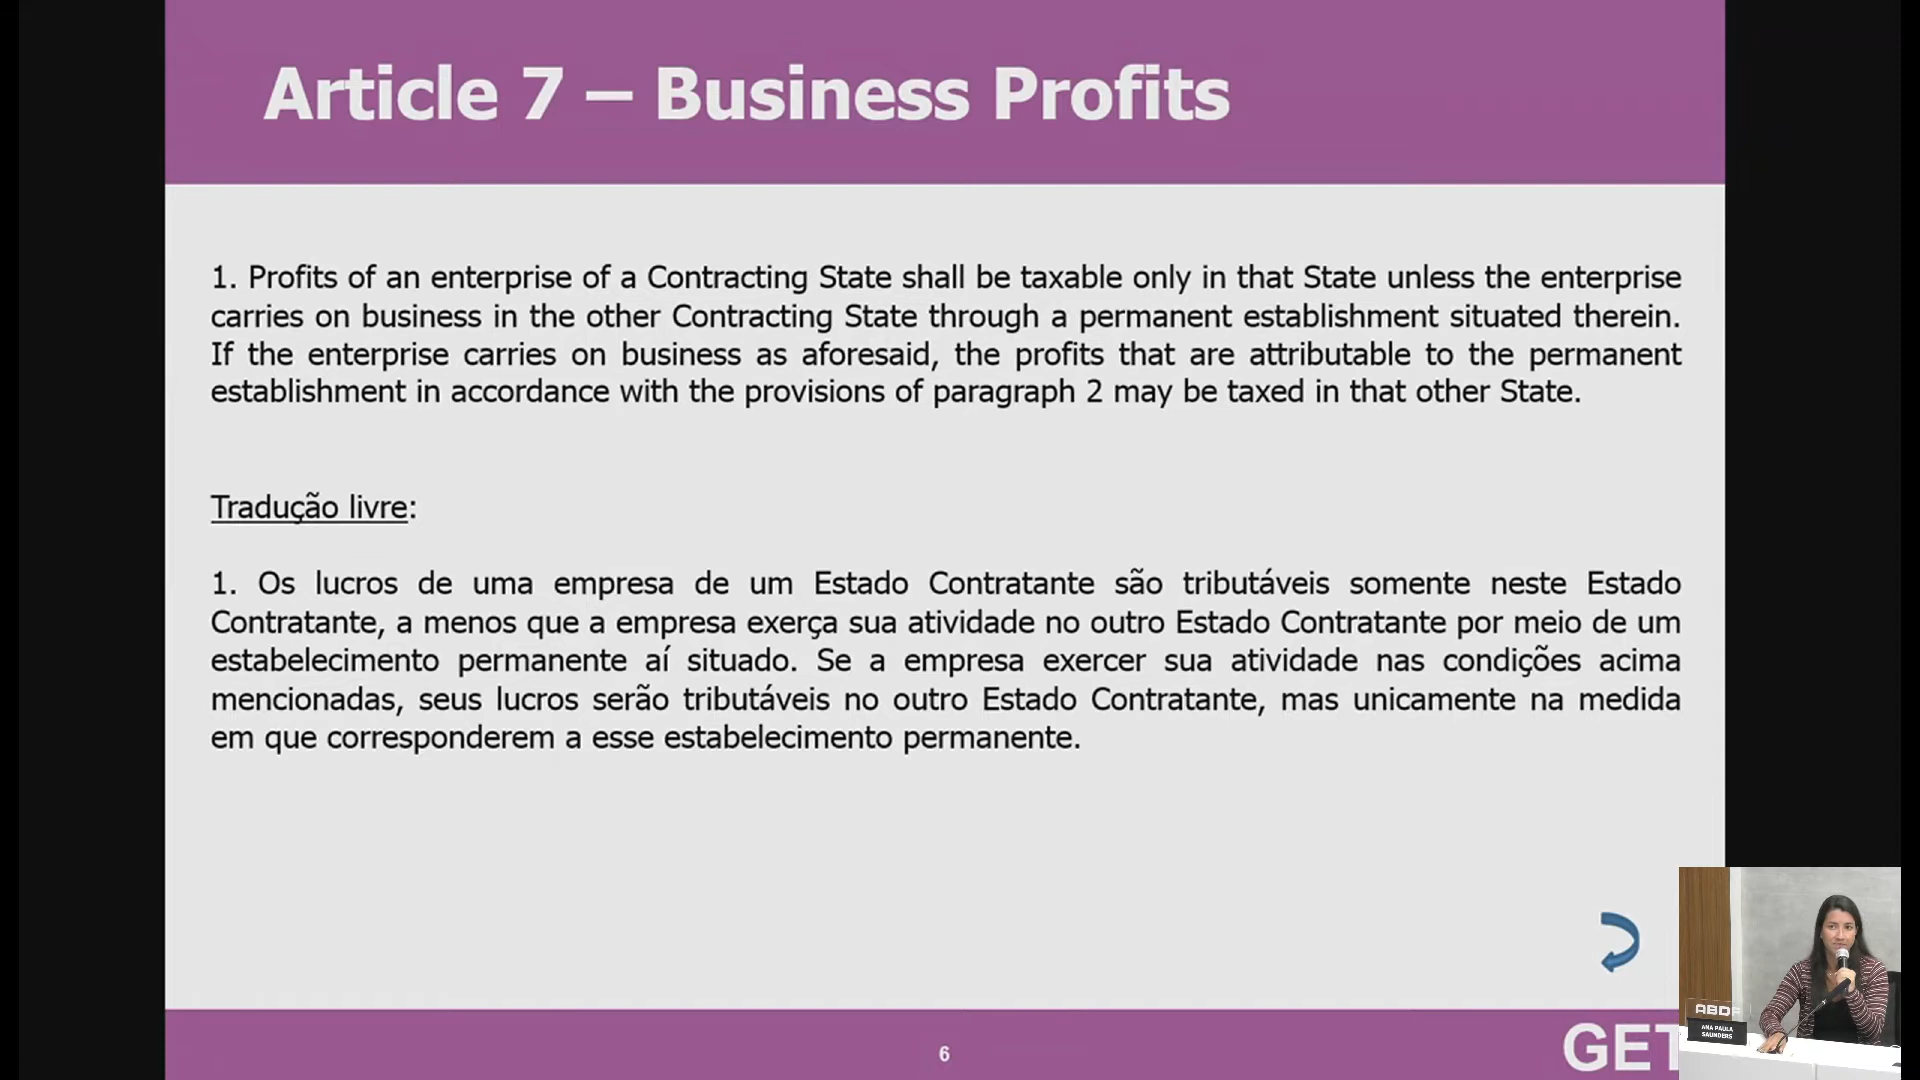 Article 7 – Business Profits
1. Profits of an enterprise of a Contracting State shall be taxable only in that State unless the enterprise
carries on business in the other Contracting State through a permanent establishment situated therein.
If the enterprise carries on business as aforesaid, the profits that are attributable to the permanent
establishment in accordance with the provisions of paragraph 2 may be taxed in that other State.
Tradução livre:
1. Os lucros de uma empresa de um Estado Contratante são tributáveis somente neste Estado
Contratante, a menos que a empresa exerça sua atividade no outro Estado Contratante por meio de um
estabelecimento permanente aí situado. Se a empresa exercer sua atividade nas condições acima
mencionadas, seus lucros serão tributáveis no outro Estado Contratante, mas unicamente na medida
em que corresponderem a esse estabelecimento permanente.
6
GET
ABDF
ANA PAULA
SAUNDERS